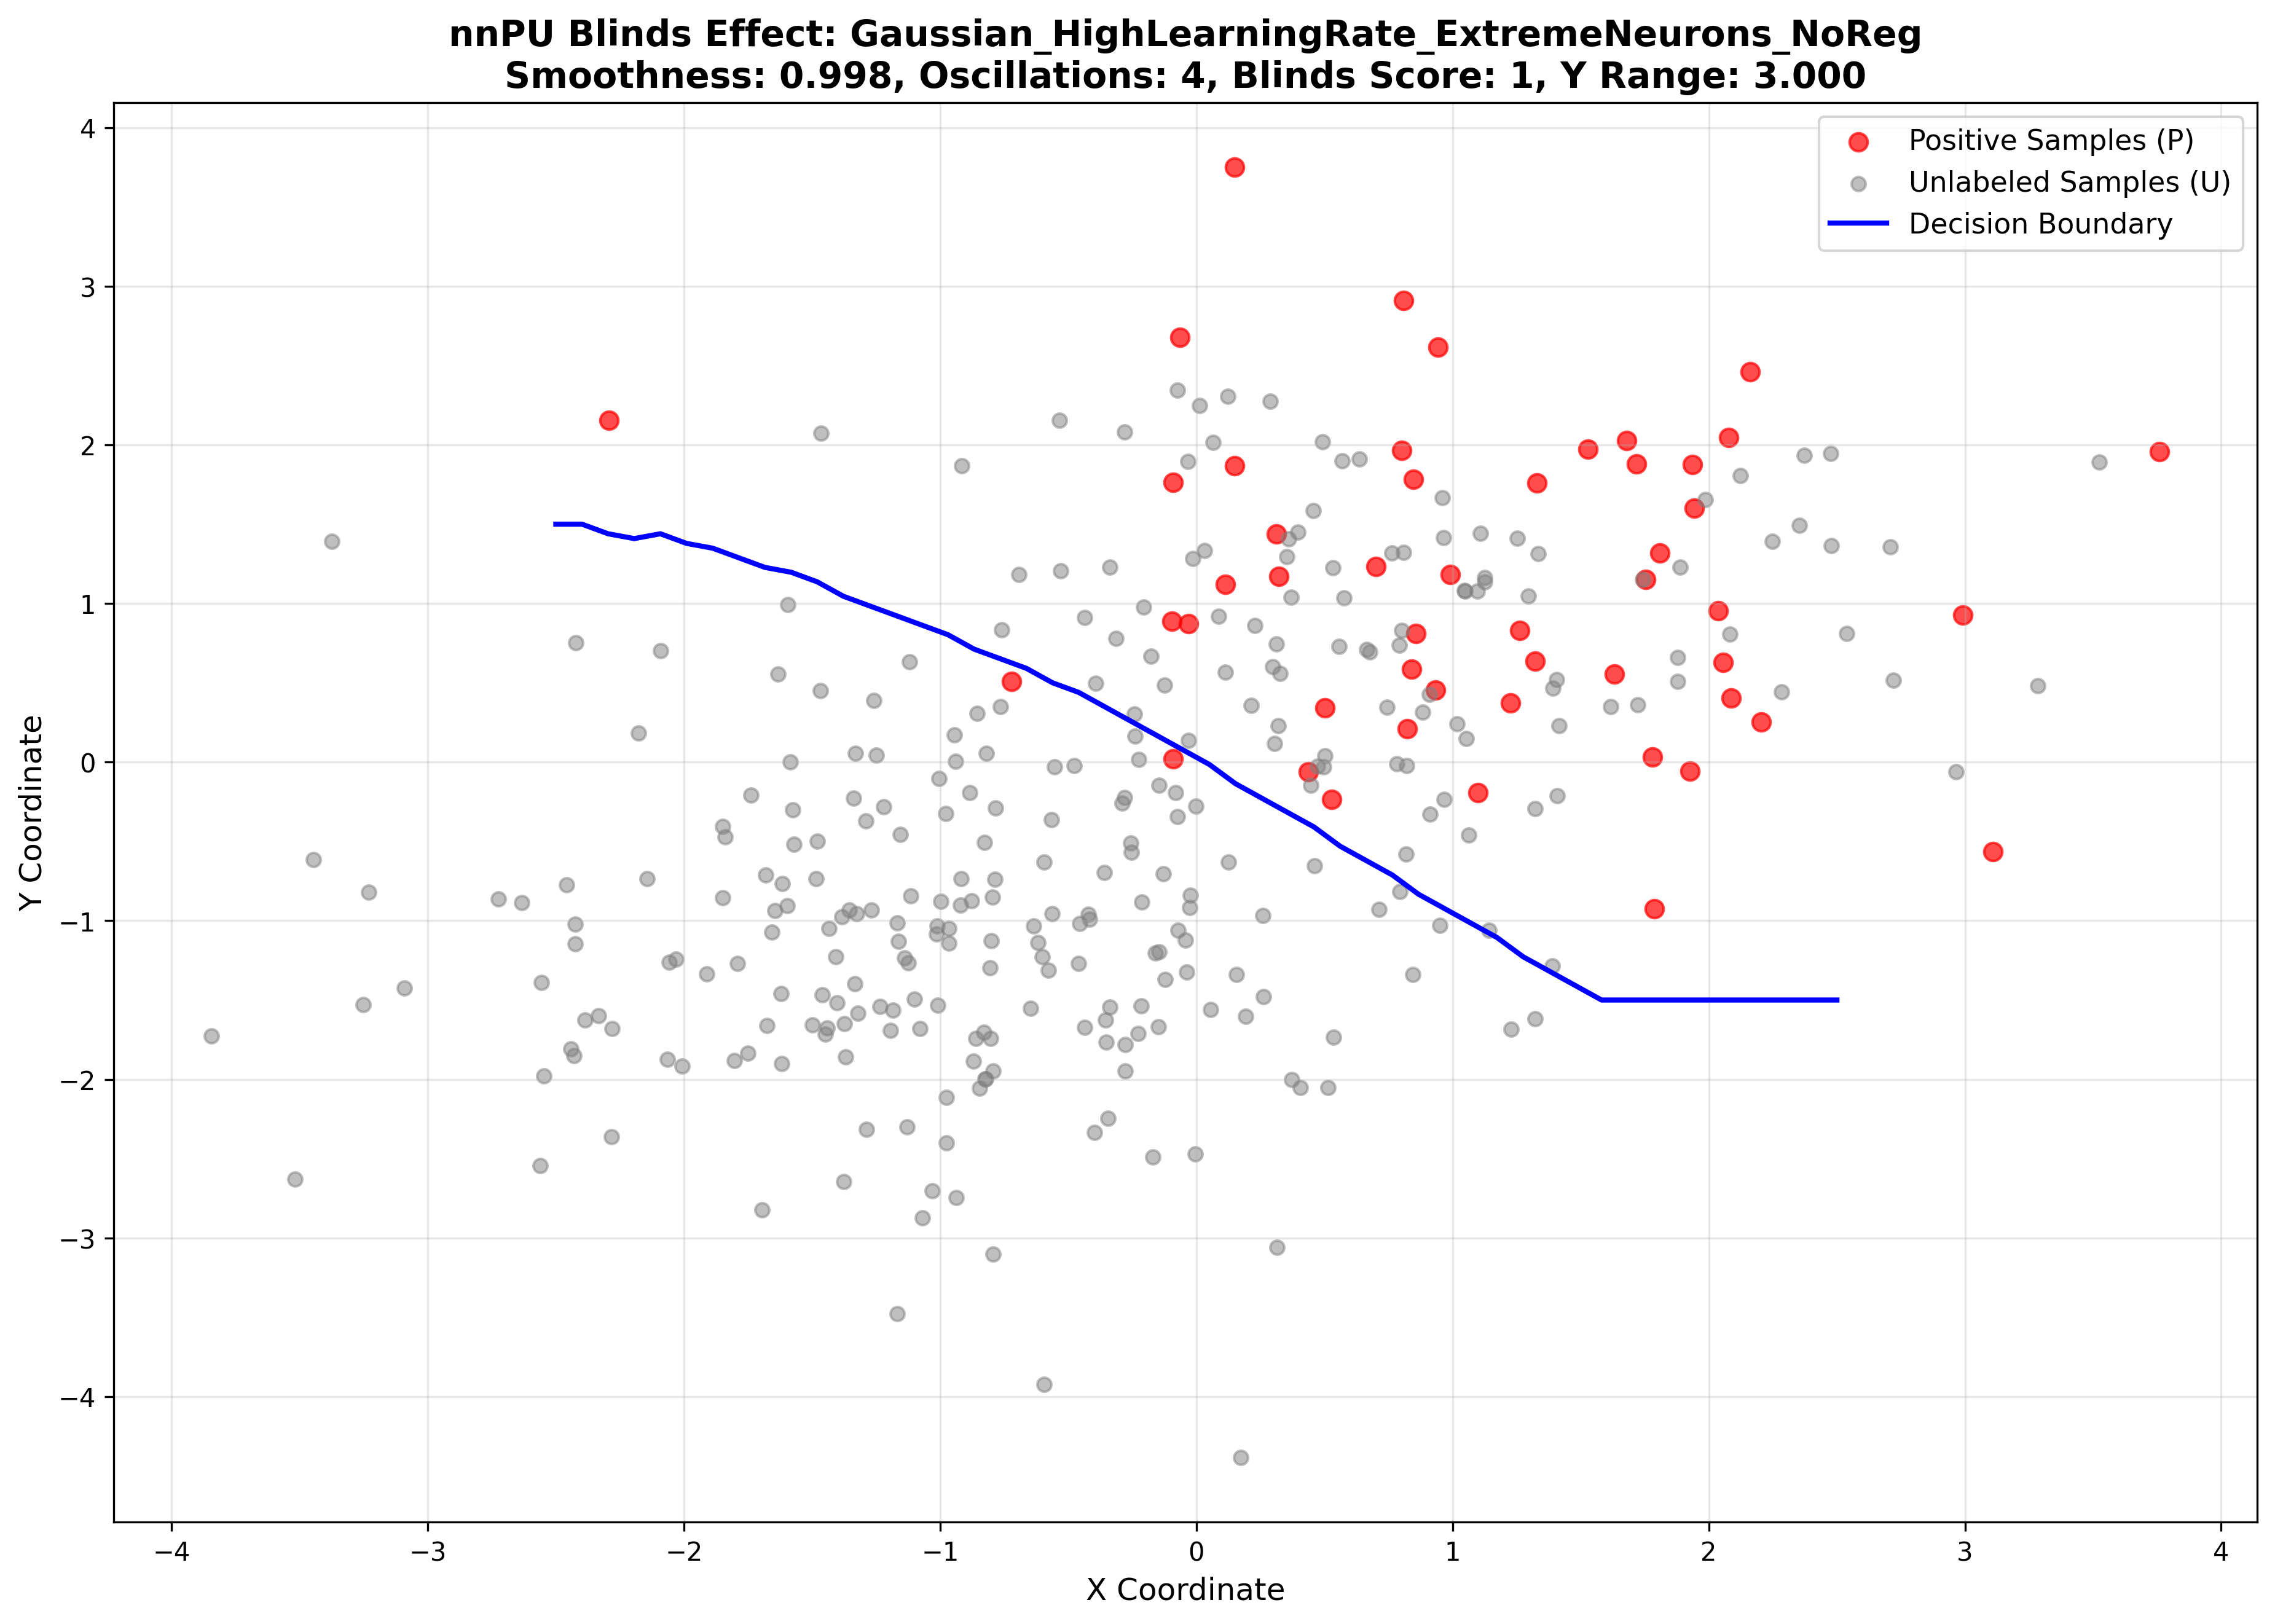 nnPU Blinds Effect: Gaussian_HighLearningRate_ExtremeNeurons_NoReg
Smoothness: 0.998, Oscillations: 4, Blinds Score: 1, Y Range: 3.000
Positive Samples (P)
Unlabeled Samples (U)
Decision Boundary
Y Coordinate
4
3
2
1
0
−1
−2
−3
−4
−4
−3
−2
−1
0
1
2
3
4
X Coordinate